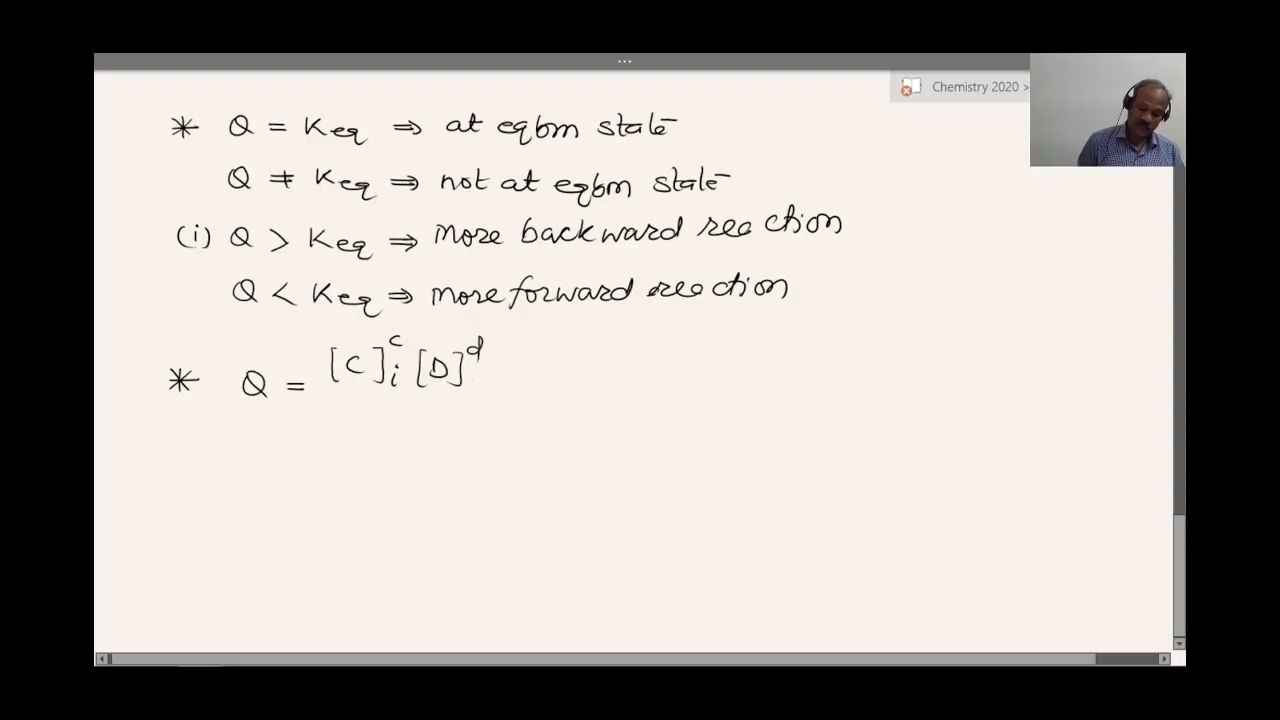 Chemistry 2020 >
* Q = Keq ⇒ at eqbm state
Q ≠ Keq ⇒ not at eqbm state
(i) Q > Keq ⇒ more backward reaction
Q < Keq ⇒ more forward reaction
* Q = [C]ᵢᶜ [D]ᵈ